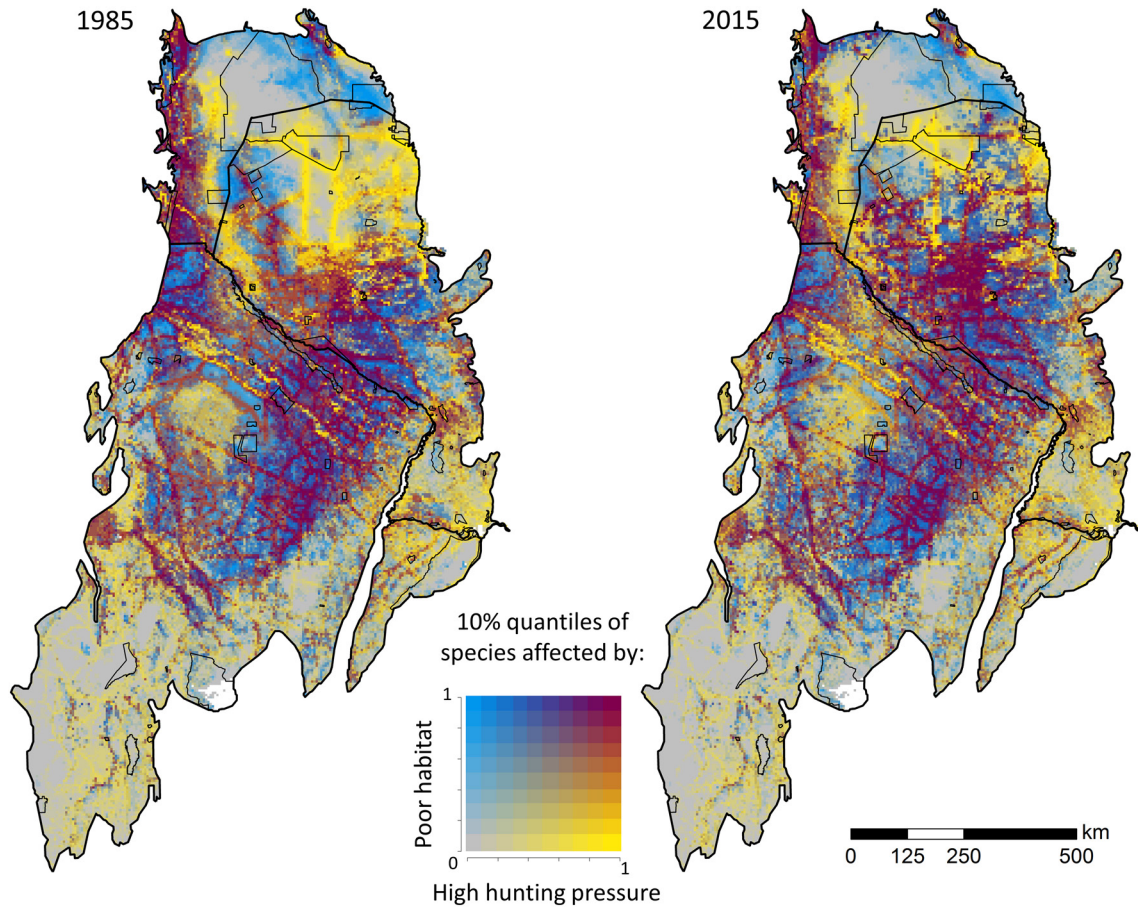 1985
2015
10% quantiles of
species affected by:
1
Poor habitat
0
1
High hunting pressure
km
0 125 250 500